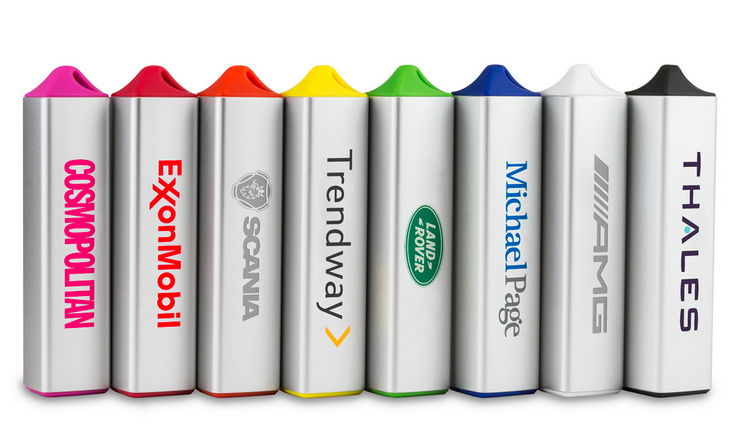 COSMOPOLITAN
ExxonMobil
SCANIA
Trendway
LAND
ROVER
Michael Page
AMG
THALES